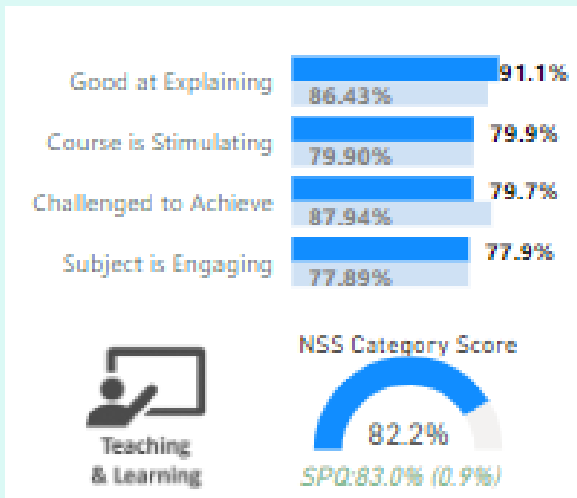 Good at Explaining 91.1%
86.43%
Course is Stimulating 79.9%
79.90%
Challenged to Achieve 79.7%
87.94%
Subject is Engaging 77.9%
77.89%
NSS Category Score
82.2%
Teaching
& Learning
SPQ:83.0% (0.9%)